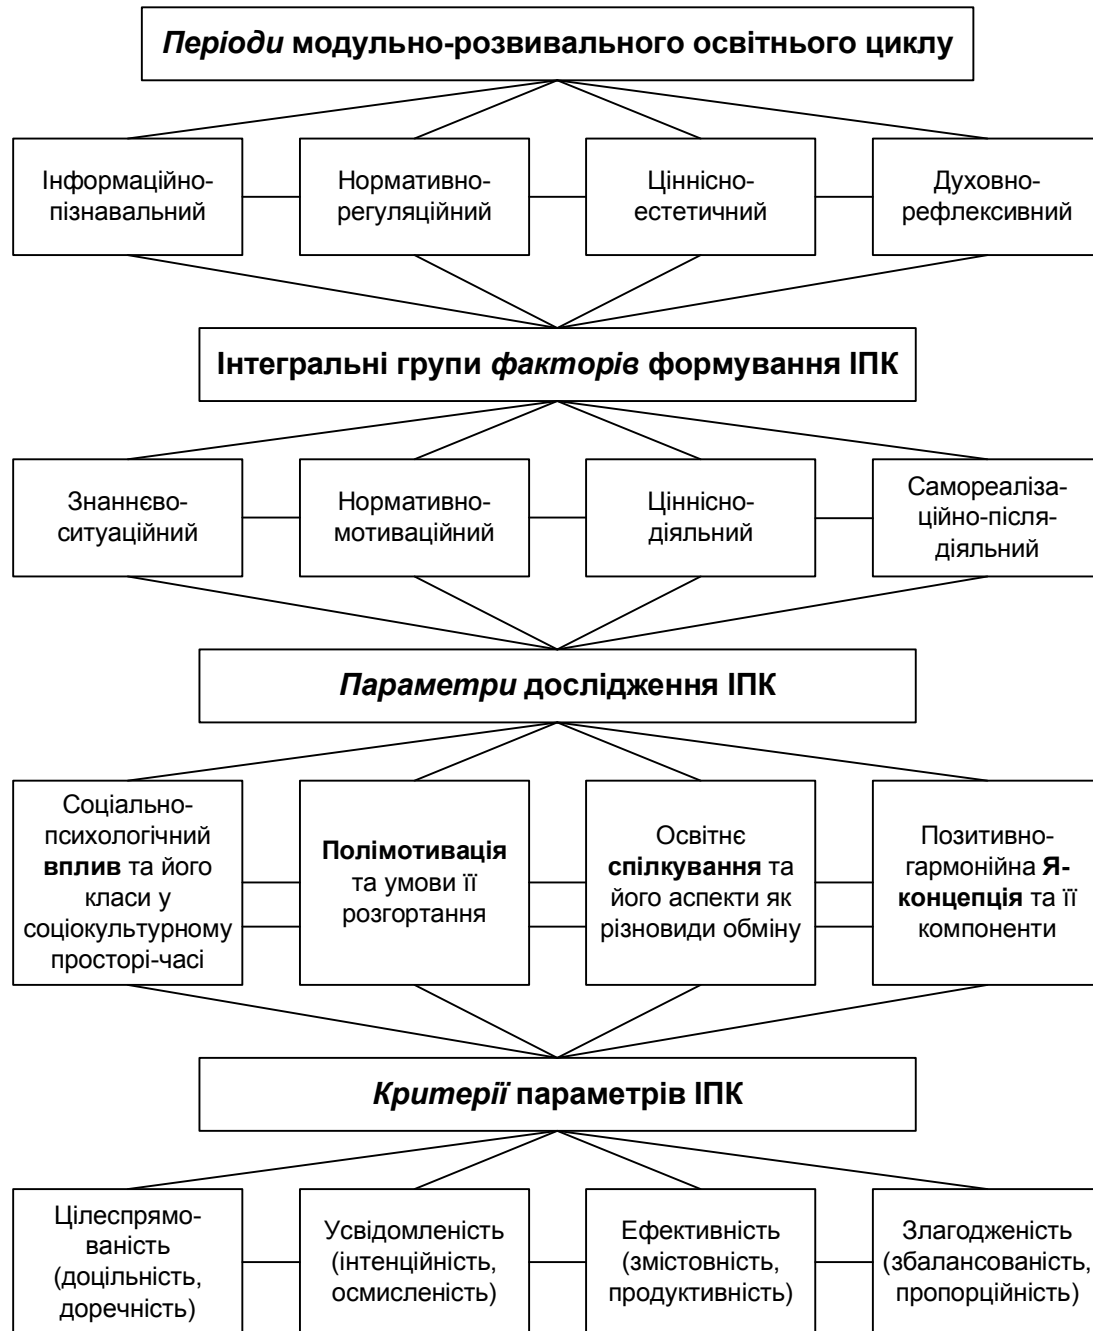 Періоди модульно-розвивального освітнього циклу
Інформаційно-
пізнавальний
Нормативно-
регуляційний
Ціннісно-
естетичний
Духовно-
рефлексивний
Інтегральні групи факторів формування ІПК
Знаннєво-
ситуаційний
Нормативно-
мотиваційний
Ціннісно-
діяльний
Самореаліза-
ційно-після-
діяльний
Параметри дослідження ІПК
Соціально-
психологічний
вплив та його
класи у
соціокультурному
просторі-часі
Полімотивація
та умови її
розгортання
Освітнє
спілкування та
його аспекти як
різновиди обміну
Позитивно-
гармонійна Я-
концепція та її
компоненти
Критерії параметрів ІПК
Цілеспрямо-
ваність
(доцільність,
доречність)
Усвідомленість
(інтенційність,
осмисленість)
Ефективність
(змістовність,
продуктивність)
Злагодженість
(збалансованість,
пропорційність)